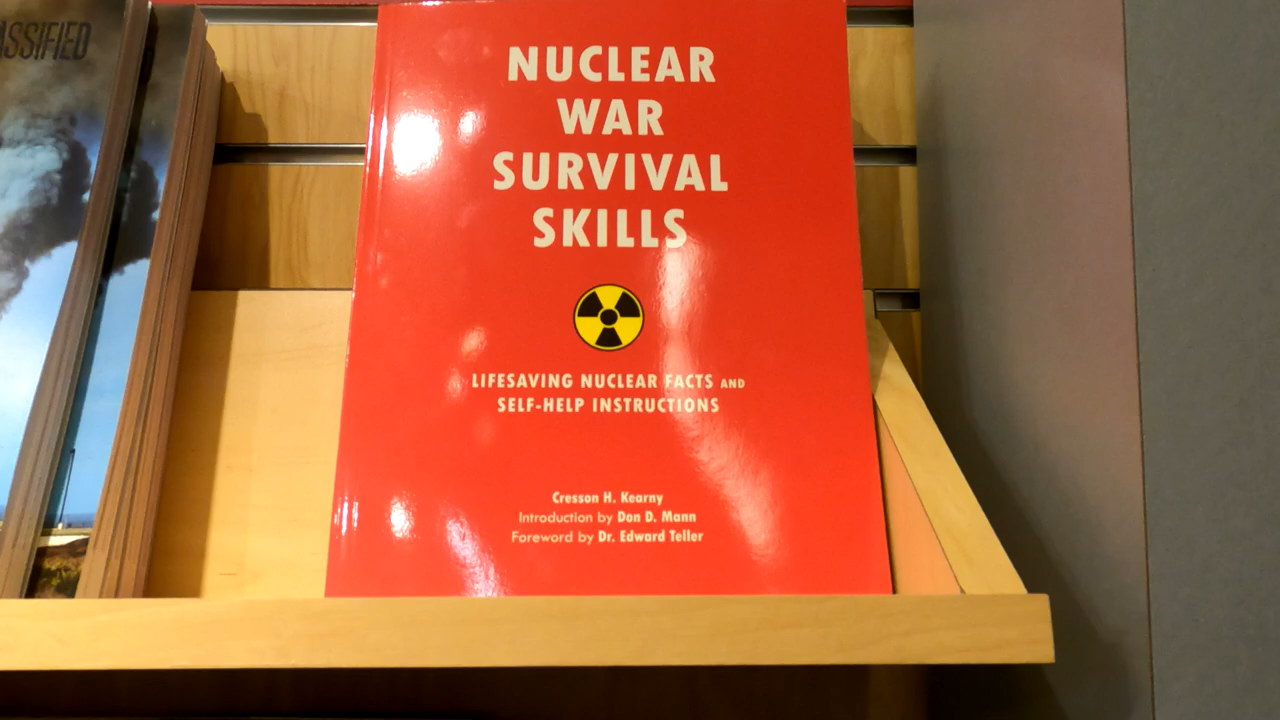 NUCLEAR
WAR
SURVIVAL
SKILLS
LIFESAVING NUCLEAR FACTS AND
SELF-HELP INSTRUCTIONS
Cresson H. Kearny
Introduction by Don D. Mann
Foreword by Dr. Edward Teller